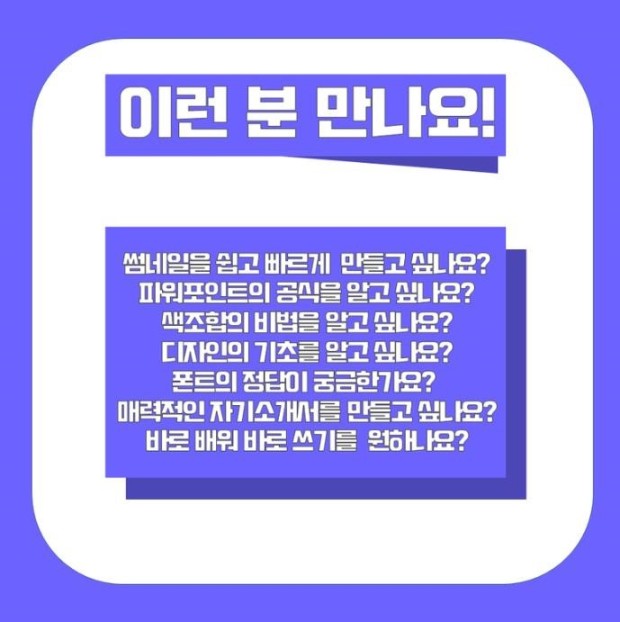 이런 분 만나요!
썸네일을 쉽고 빠르게 만들고 싶나요?
파워포인트의 공식을 알고 싶나요?
색조합의 비법을 알고 싶나요?
디자인의 기초를 알고 싶나요?
폰트의 정답이 궁금한가요?
매력적인 자기소개서를 만들고 싶나요?
바로 배워 바로 쓰기를 원하나요?